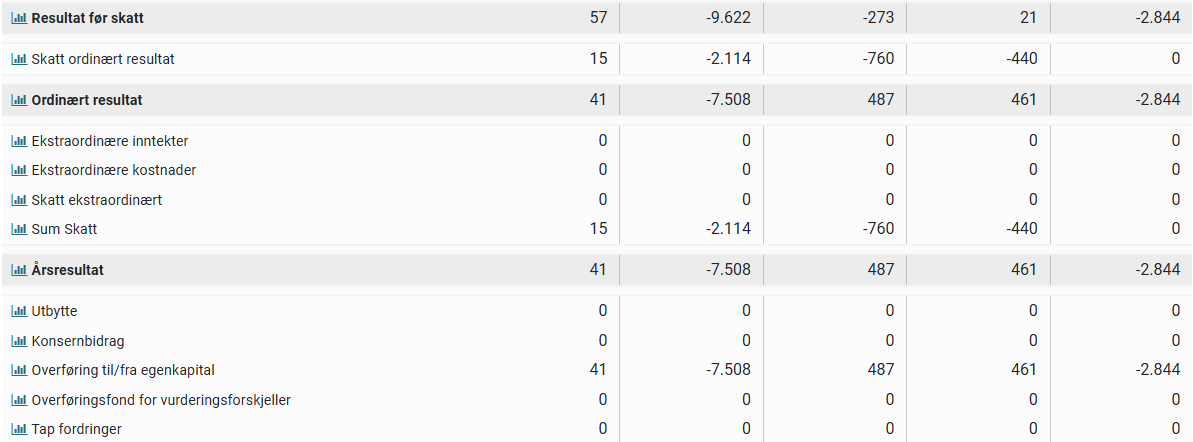 Resultat før skatt 57 -9.622 -273 21 -2.844
Skatt ordinært resultat 15 -2.114 -760 -440 0
Ordinært resultat 41 -7.508 487 461 -2.844
Ekstraordinære inntekter 0 0 0 0 0
Ekstraordinære kostnader 0 0 0 0 0
Skatt ekstraordinært 0 0 0 0 0
Sum Skatt 15 -2.114 -760 -440 0
Årsresultat 41 -7.508 487 461 -2.844
Utbytte 0 0 0 0 0
Konsernbidrag 0 0 0 0 0
Overføring til/fra egenkapital 41 -7.508 487 461 -2.844
Overføringsfond for vurderingsforskjeller 0 0 0 0 0
Tap fordringer 0 0 0 0 0